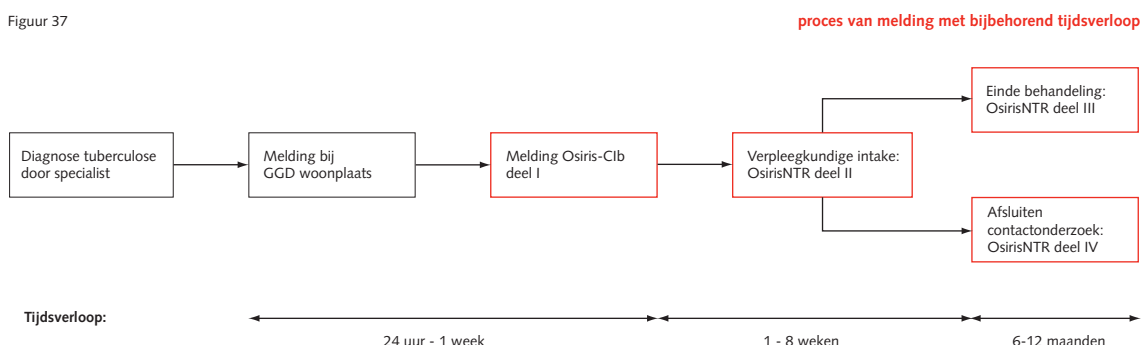 Figuur 37
proces van melding met bijbehorend tijdsverloop
Diagnose tuberculose
door specialist
Melding bij
GGD woonplaats
Melding Osiris-CIb
deel I
Verpleegkundige intake:
OsirisNTR deel II
Einde behandeling:
OsirisNTR deel III
Afsluiten
contactonderzoek:
OsirisNTR deel IV
Tijdsverloop:
24 uur - 1 week
1 - 8 weken
6-12 maanden